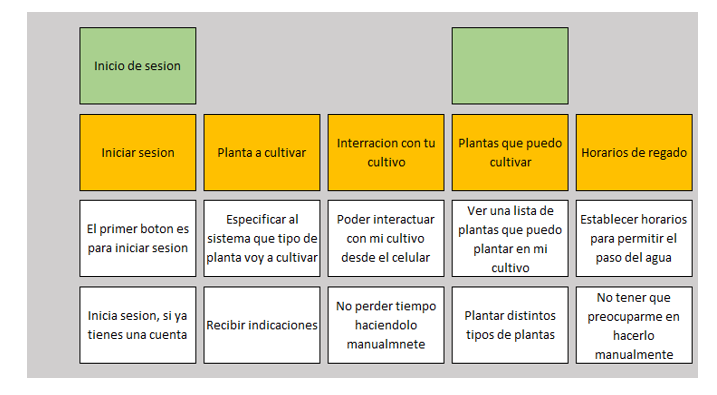 Inicio de sesion
Iniciar sesion
Planta a cultivar
Interracion con tu
cultivo
Plantas que puedo
cultivar
Horarios de regado
El primer boton es
para iniciar sesion
Especificar al
sistema que tipo de
planta voy a cultivar
Poder interactuar
con mi cultivo
desde el celular
Ver una lista de
plantas que puedo
plantar en mi
cultivo
Establecer horarios
para permitir el
paso del agua
Inicia sesion, si ya
tienes una cuenta
Recibir indicaciones
No perder tiempo
haciendolo
manualmnete
Plantar distintos
tipos de plantas
No tener que
preocuparme en
hacerlo
manualmente